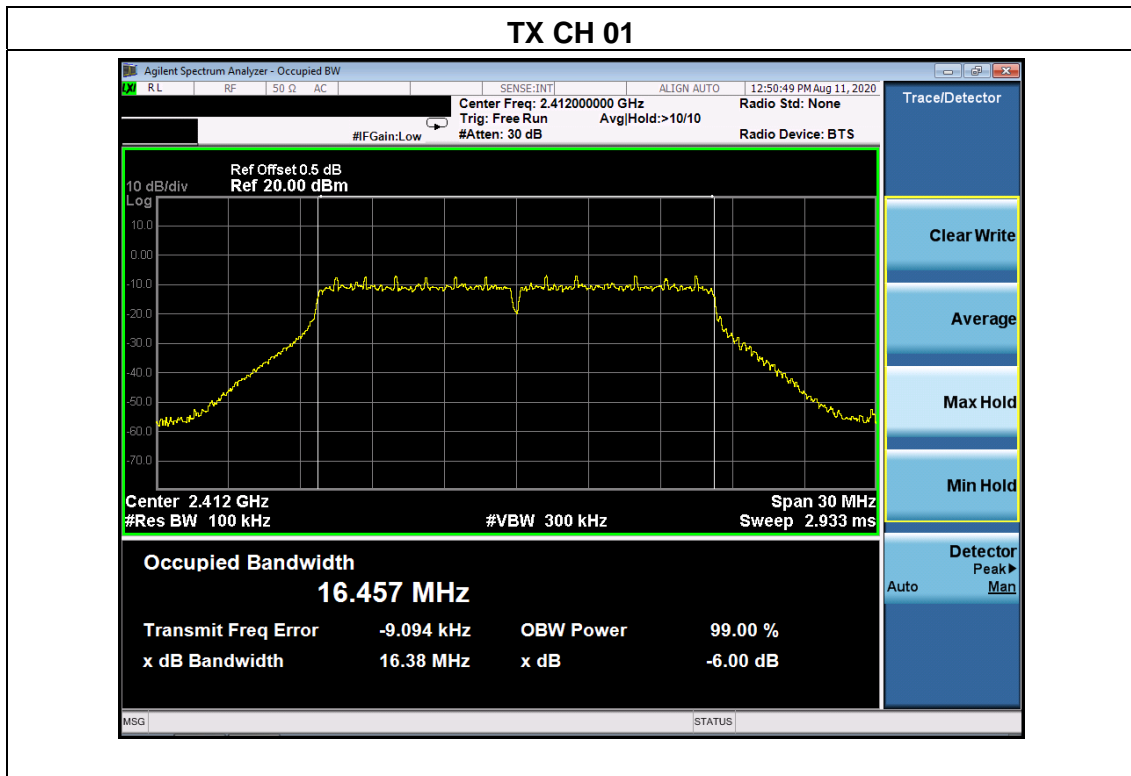 TX CH 01
Agilent Spectrum Analyzer - Occupied BW
LXI RL RF 50 Ω AC SENSE:INT ALIGN AUTO 12:50:49 PM Aug 11, 2020
Center Freq: 2.412000000 GHz Radio Std: None
Trig: Free Run Avg|Hold:>10/10
#IFGain:Low #Atten: 30 dB Radio Device: BTS
Ref Offset 0.5 dB
10 dB/div Ref 20.00 dBm
Log
10.0
0.00
-10.0
-20.0
-30.0
-40.0
-50.0
-60.0
-70.0
Center 2.412 GHz Span 30 MHz
#Res BW 100 kHz #VBW 300 kHz Sweep 2.933 ms
Occupied Bandwidth
16.457 MHz
Transmit Freq Error -9.094 kHz OBW Power 99.00 %
x dB Bandwidth 16.38 MHz x dB -6.00 dB
MSG STATUS
Trace/Detector
Clear Write
Average
Max Hold
Min Hold
Detector
Peak▶
Auto Man